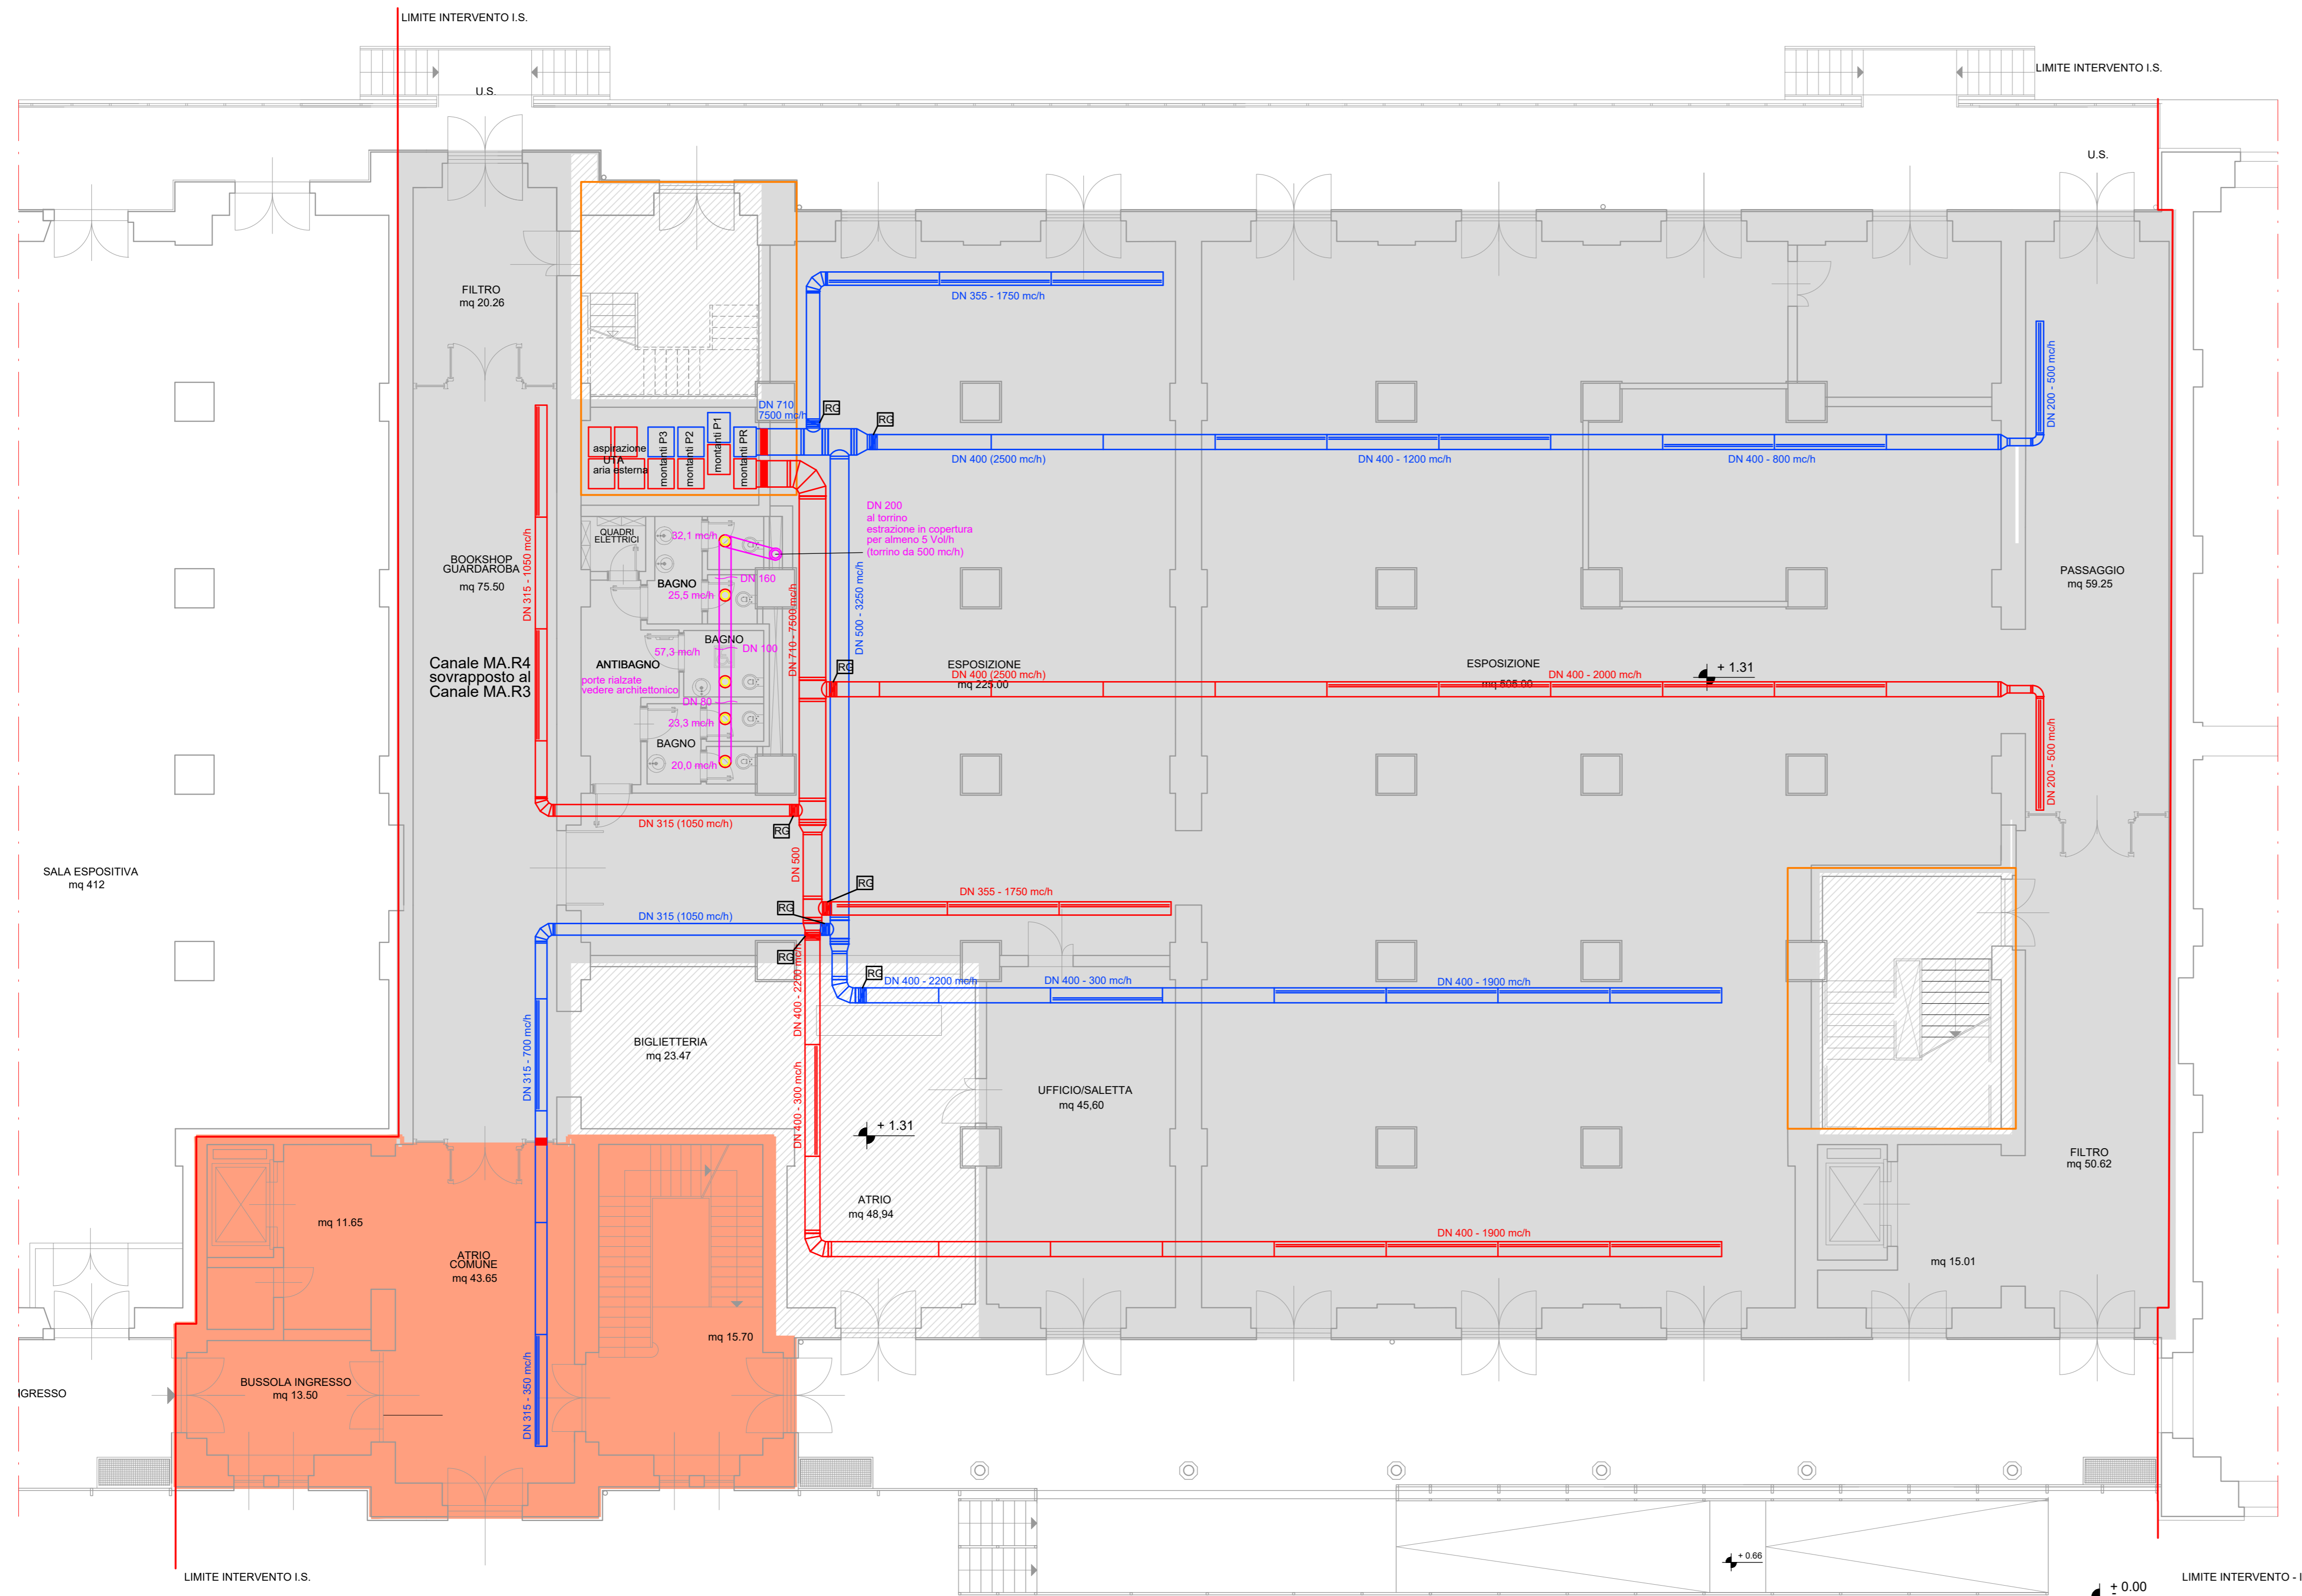 LIMITE INTERVENTO I.S.
LIMITE INTERVENTO I.S.
U.S.
U.S.
FILTRO
mq 20.26
DN 355 - 1750 mc/h
DN 200 - 500 mc/h
DN 710
7500 mc/h
RG
RG
aspirazione
UTA
aria esterna
montanti P3
montanti P2
montanti P1
montanti PR
DN 400 (2500 mc/h)
DN 400 - 1200 mc/h
DN 400 - 800 mc/h
DN 200
al torrino
estrazione in copertura
per almeno 5 Vol/h
(torrino da 500 mc/h)
QUADRI
ELETTRICI
32,1 mc/h
BOOKSHOP
GUARDAROBA
mq 75.50
DN 315 - 1050 mc/h
BAGNO
DN 160
25,5 mc/h
DN 710 - 7500 mc/h
DN 500 - 3250 mc/h
PASSAGGIO
mq 59.25
BAGNO
57,3 mc/h
DN 100
Canale MA.R4
sovrapposto al
Canale MA.R3
ANTIBAGNO
porte rialzate
vedere architettonico
RG
ESPOSIZIONE
DN 400 (2500 mc/h)
mq 225.00
ESPOSIZIONE
mq 505.00
DN 400 - 2000 mc/h
+ 1.31
DN 80
23,3 mc/h
BAGNO
20,0 mc/h
DN 200 - 500 mc/h
DN 315 (1050 mc/h)
RG
SALA ESPOSITIVA
mq 412
DN 500
RG
DN 355 - 1750 mc/h
RG
DN 315 (1050 mc/h)
RG
DN 400 - 2200 mc/h
RG
DN 400 - 2200 mc/h
DN 400 - 300 mc/h
DN 400 - 1900 mc/h
DN 315 - 700 mc/h
BIGLIETTERIA
mq 23.47
DN 400 - 300 mc/h
UFFICIO/SALETTA
mq 45,60
+ 1.31
FILTRO
mq 50.62
ATRIO
mq 48,94
mq 11.65
ATRIO
COMUNE
mq 43.65
DN 400 - 1900 mc/h
mq 15.01
mq 15.70
BUSSOLA INGRESSO
mq 13.50
DN 315 - 350 mc/h
IGRESSO
+ 0.66
LIMITE INTERVENTO I.S.
LIMITE INTERVENTO - I
+ 0.00